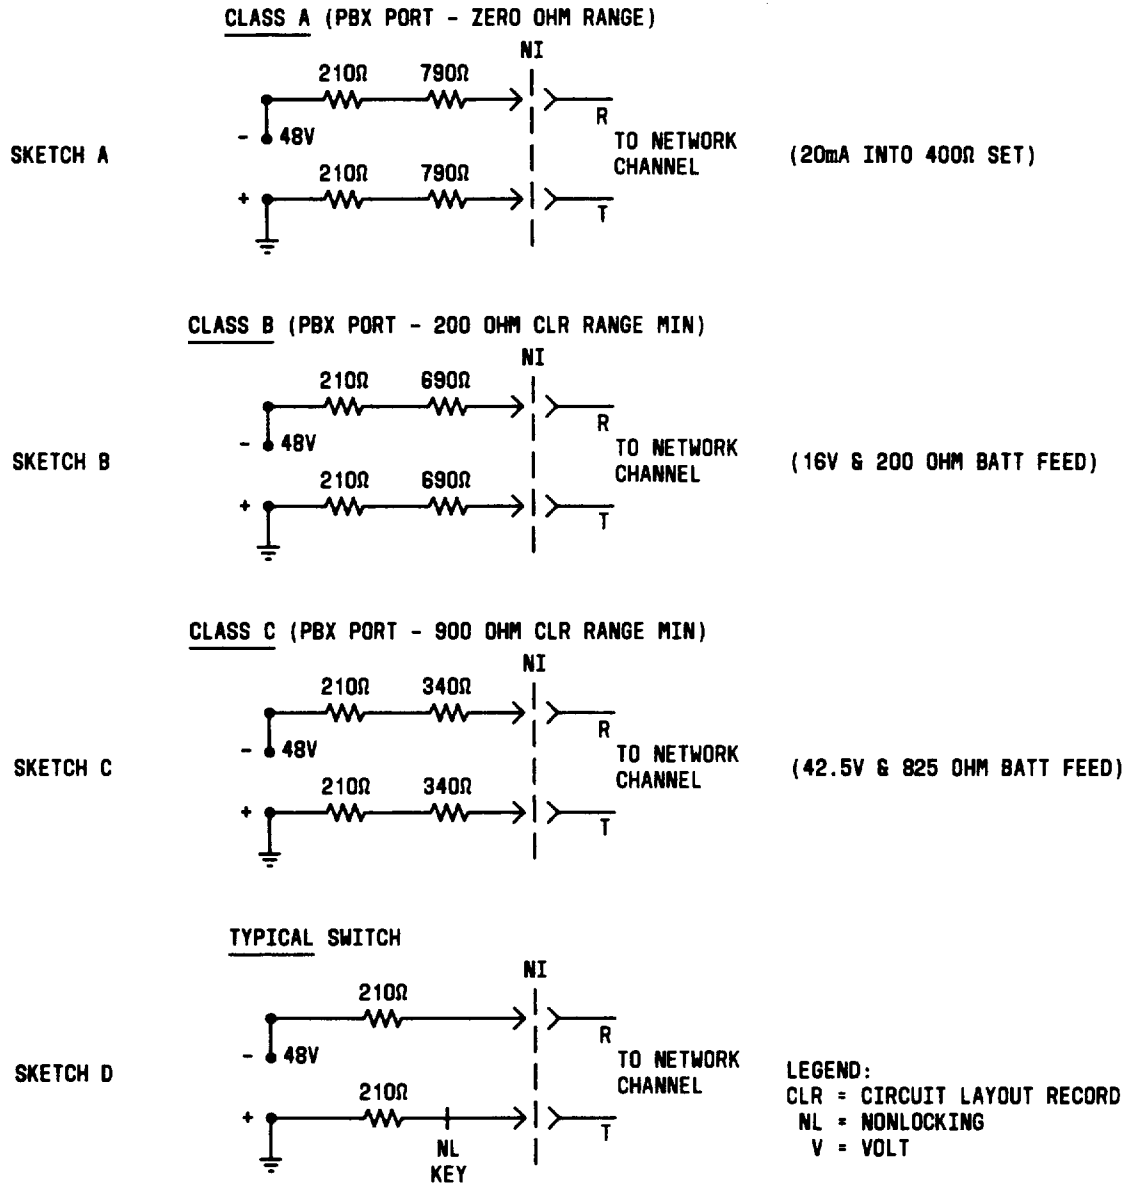 CLASS A (PBX PORT - ZERO OHM RANGE)
NI
210Ω 790Ω
R
- 48V
SKETCH A
TO NETWORK
CHANNEL
(20mA INTO 400Ω SET)
210Ω 790Ω
+
T
CLASS B (PBX PORT - 200 OHM CLR RANGE MIN)
NI
210Ω 690Ω
R
- 48V
SKETCH B
TO NETWORK
CHANNEL
(16V & 200 OHM BATT FEED)
210Ω 690Ω
+
T
CLASS C (PBX PORT - 900 OHM CLR RANGE MIN)
NI
210Ω 340Ω
R
- 48V
SKETCH C
TO NETWORK
CHANNEL
(42.5V & 825 OHM BATT FEED)
210Ω 340Ω
+
T
TYPICAL SWITCH
NI
210Ω
R
- 48V
SKETCH D
TO NETWORK
CHANNEL
210Ω
+
T
NL
KEY
LEGEND:
CLR = CIRCUIT LAYOUT RECORD
NL = NONLOCKING
V = VOLT